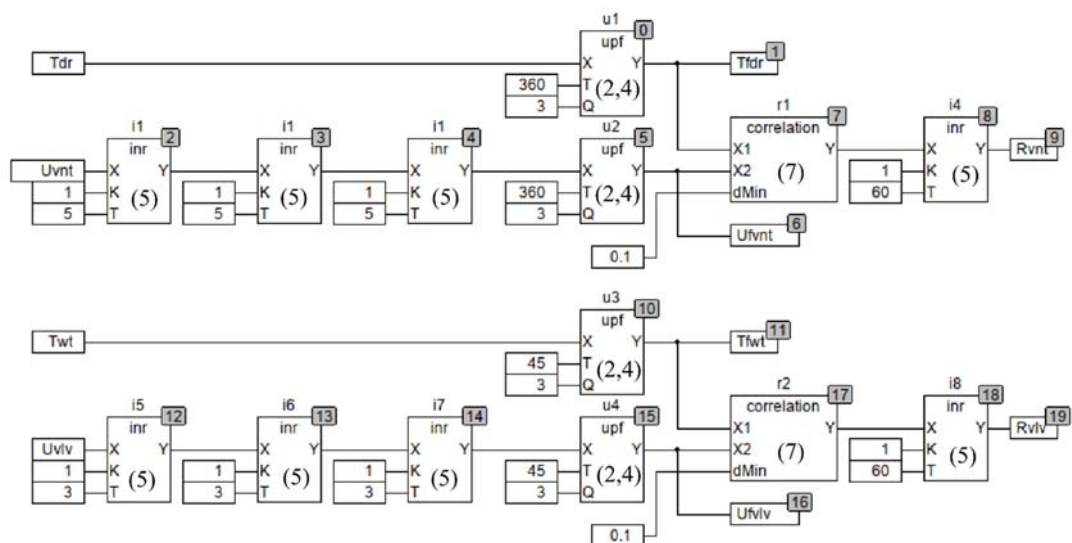 u1
0
upf
1
Tdr
X Y
Tfdr
360
T
(2,4)
3
Q
i1
2
inr
i1
3
inr
i1
4
inr
u2
5
upf
r1
7
correlation
i4
8
inr
9
Uvnt
X Y
X Y
X Y
X Y
X1 Y
X Y
Rvnt
1
K
(5)
1
K
(5)
1
K
(5)
360
T
(2,4)
X2
(7)
1
K
(5)
5
T
5
T
5
T
3
Q
dMin
60
T
6
Ufvnt
0.1
u3
10
upf
11
Twt
X Y
Tfwt
45
T
(2,4)
3
Q
i5
12
inr
i6
13
inr
i7
14
inr
u4
15
upf
r2
17
correlation
i8
18
inr
19
Uvlv
X Y
X Y
X Y
X Y
X1 Y
X Y
Rvlv
1
K
(5)
1
K
(5)
1
K
(5)
45
T
(2,4)
X2
(7)
1
K
(5)
3
T
3
T
3
T
3
Q
dMin
60
T
16
Ufvlv
0.1